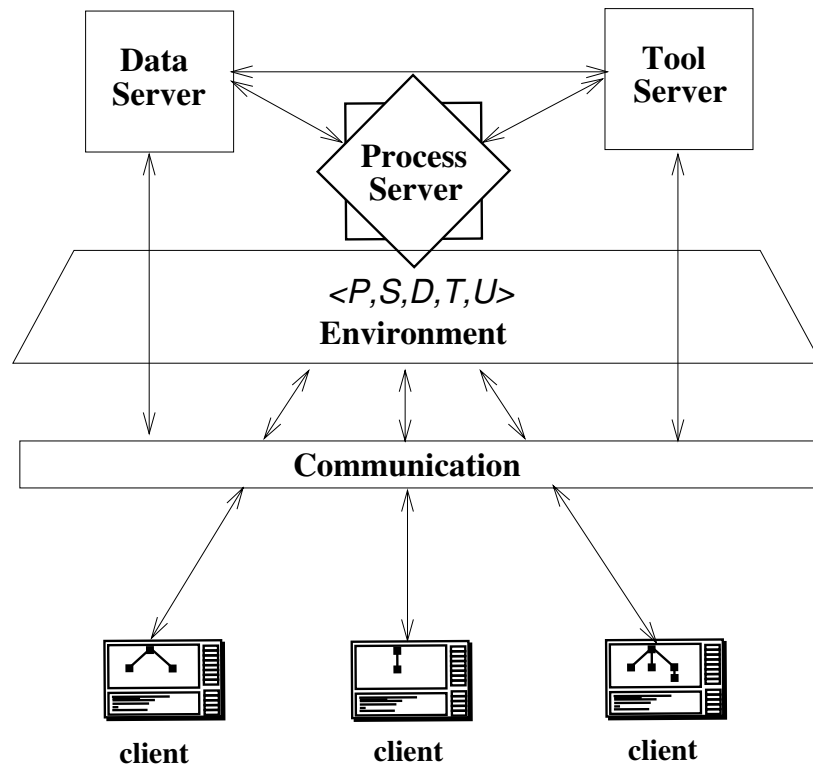 Data
Server
Tool
Server
Process
Server
<P,S,D,T,U>
Environment
Communication
client
client
client